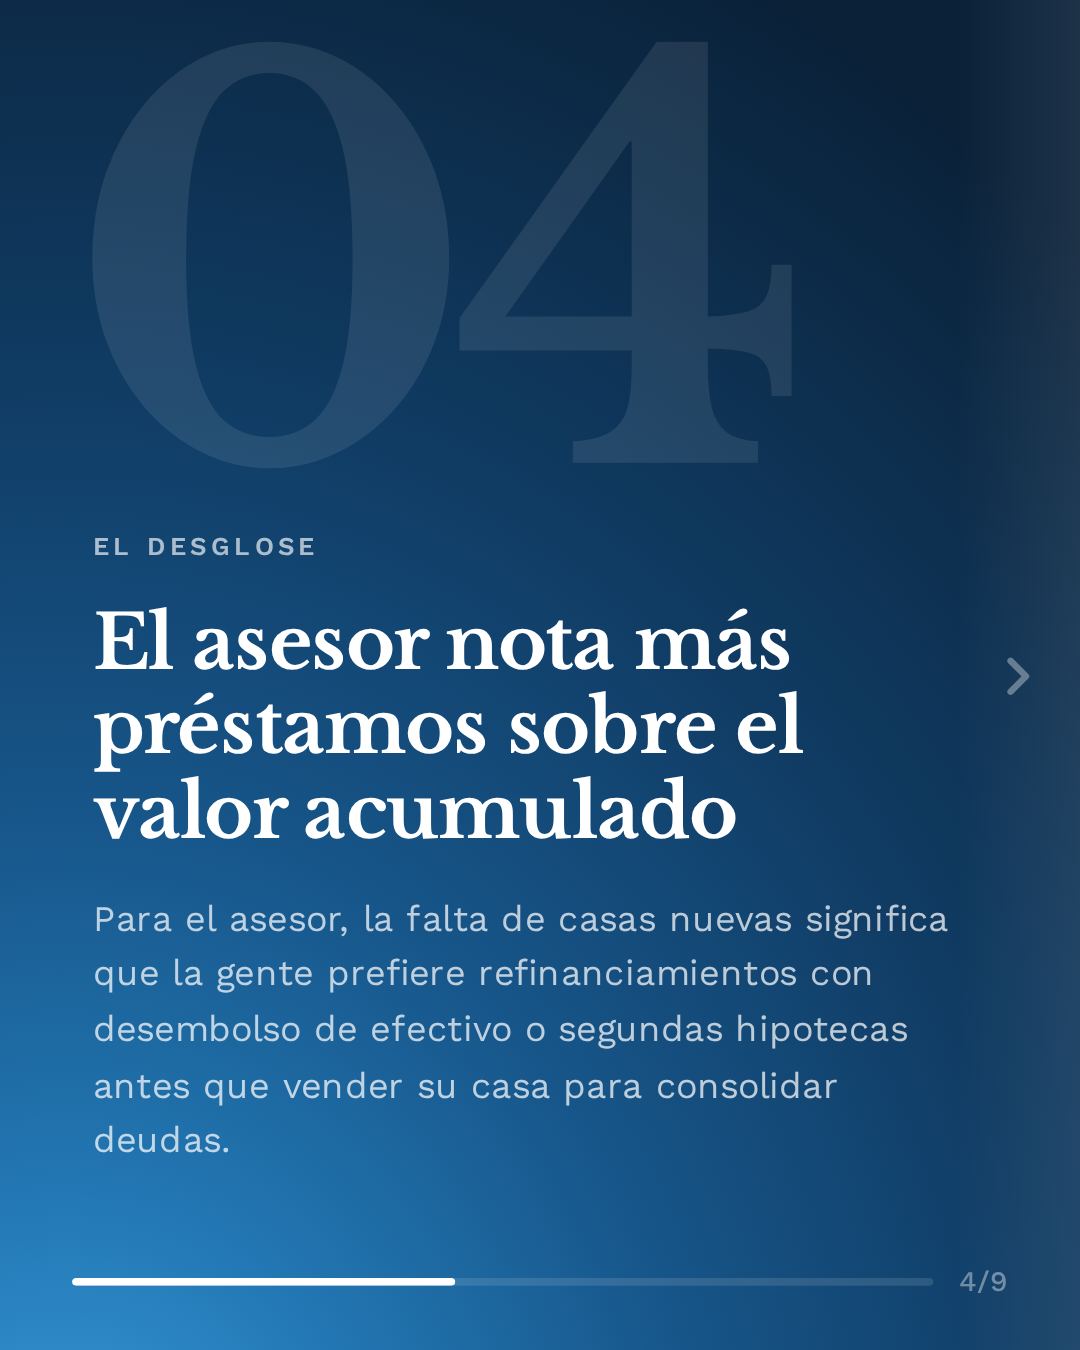 04
EL DESGLOSE
El asesor nota más
préstamos sobre el
valor acumulado
Para el asesor, la falta de casas nuevas significa
que la gente prefiere refinanciamientos con
desembolso de efectivo o segundas hipotecas
antes que vender su casa para consolidar
deudas.
4/9